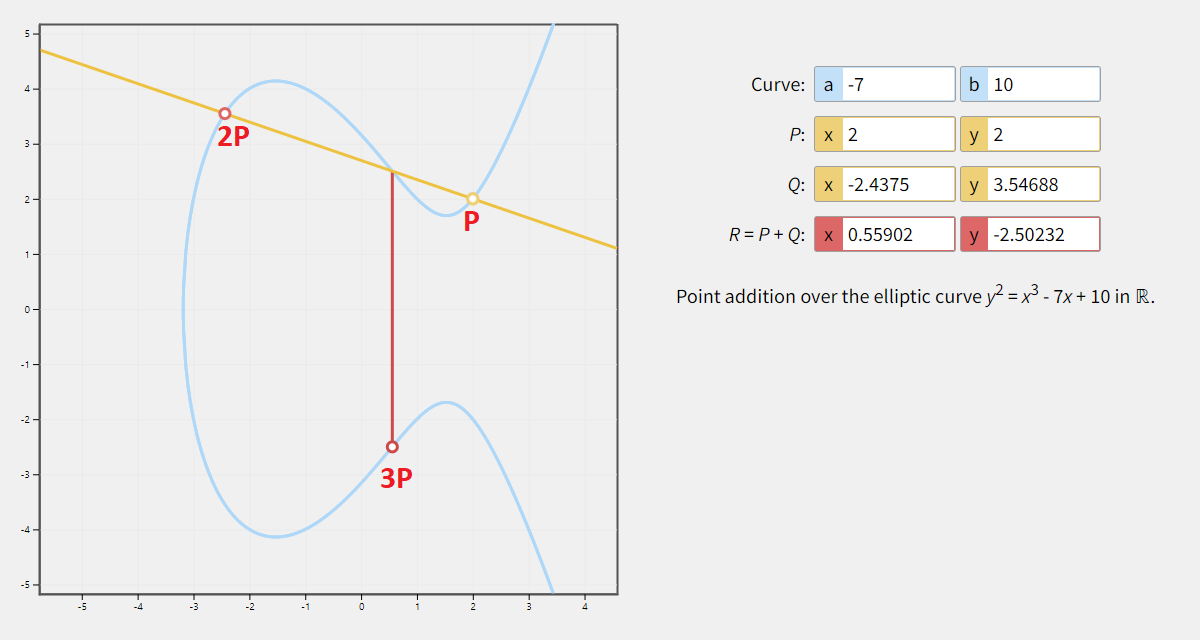 5
4
3
2
1
0
-1
-2
-3
-4
-5
-5 -4 -3 -2 -1 0 1 2 3 4
2P
P
3P
Curve: a -7 b 10
P: x 2 y 2
Q: x -2.4375 y 3.54688
R = P + Q: x 0.55902 y -2.50232
Point addition over the elliptic curve y² = x³ - 7x + 10 in ℝ.